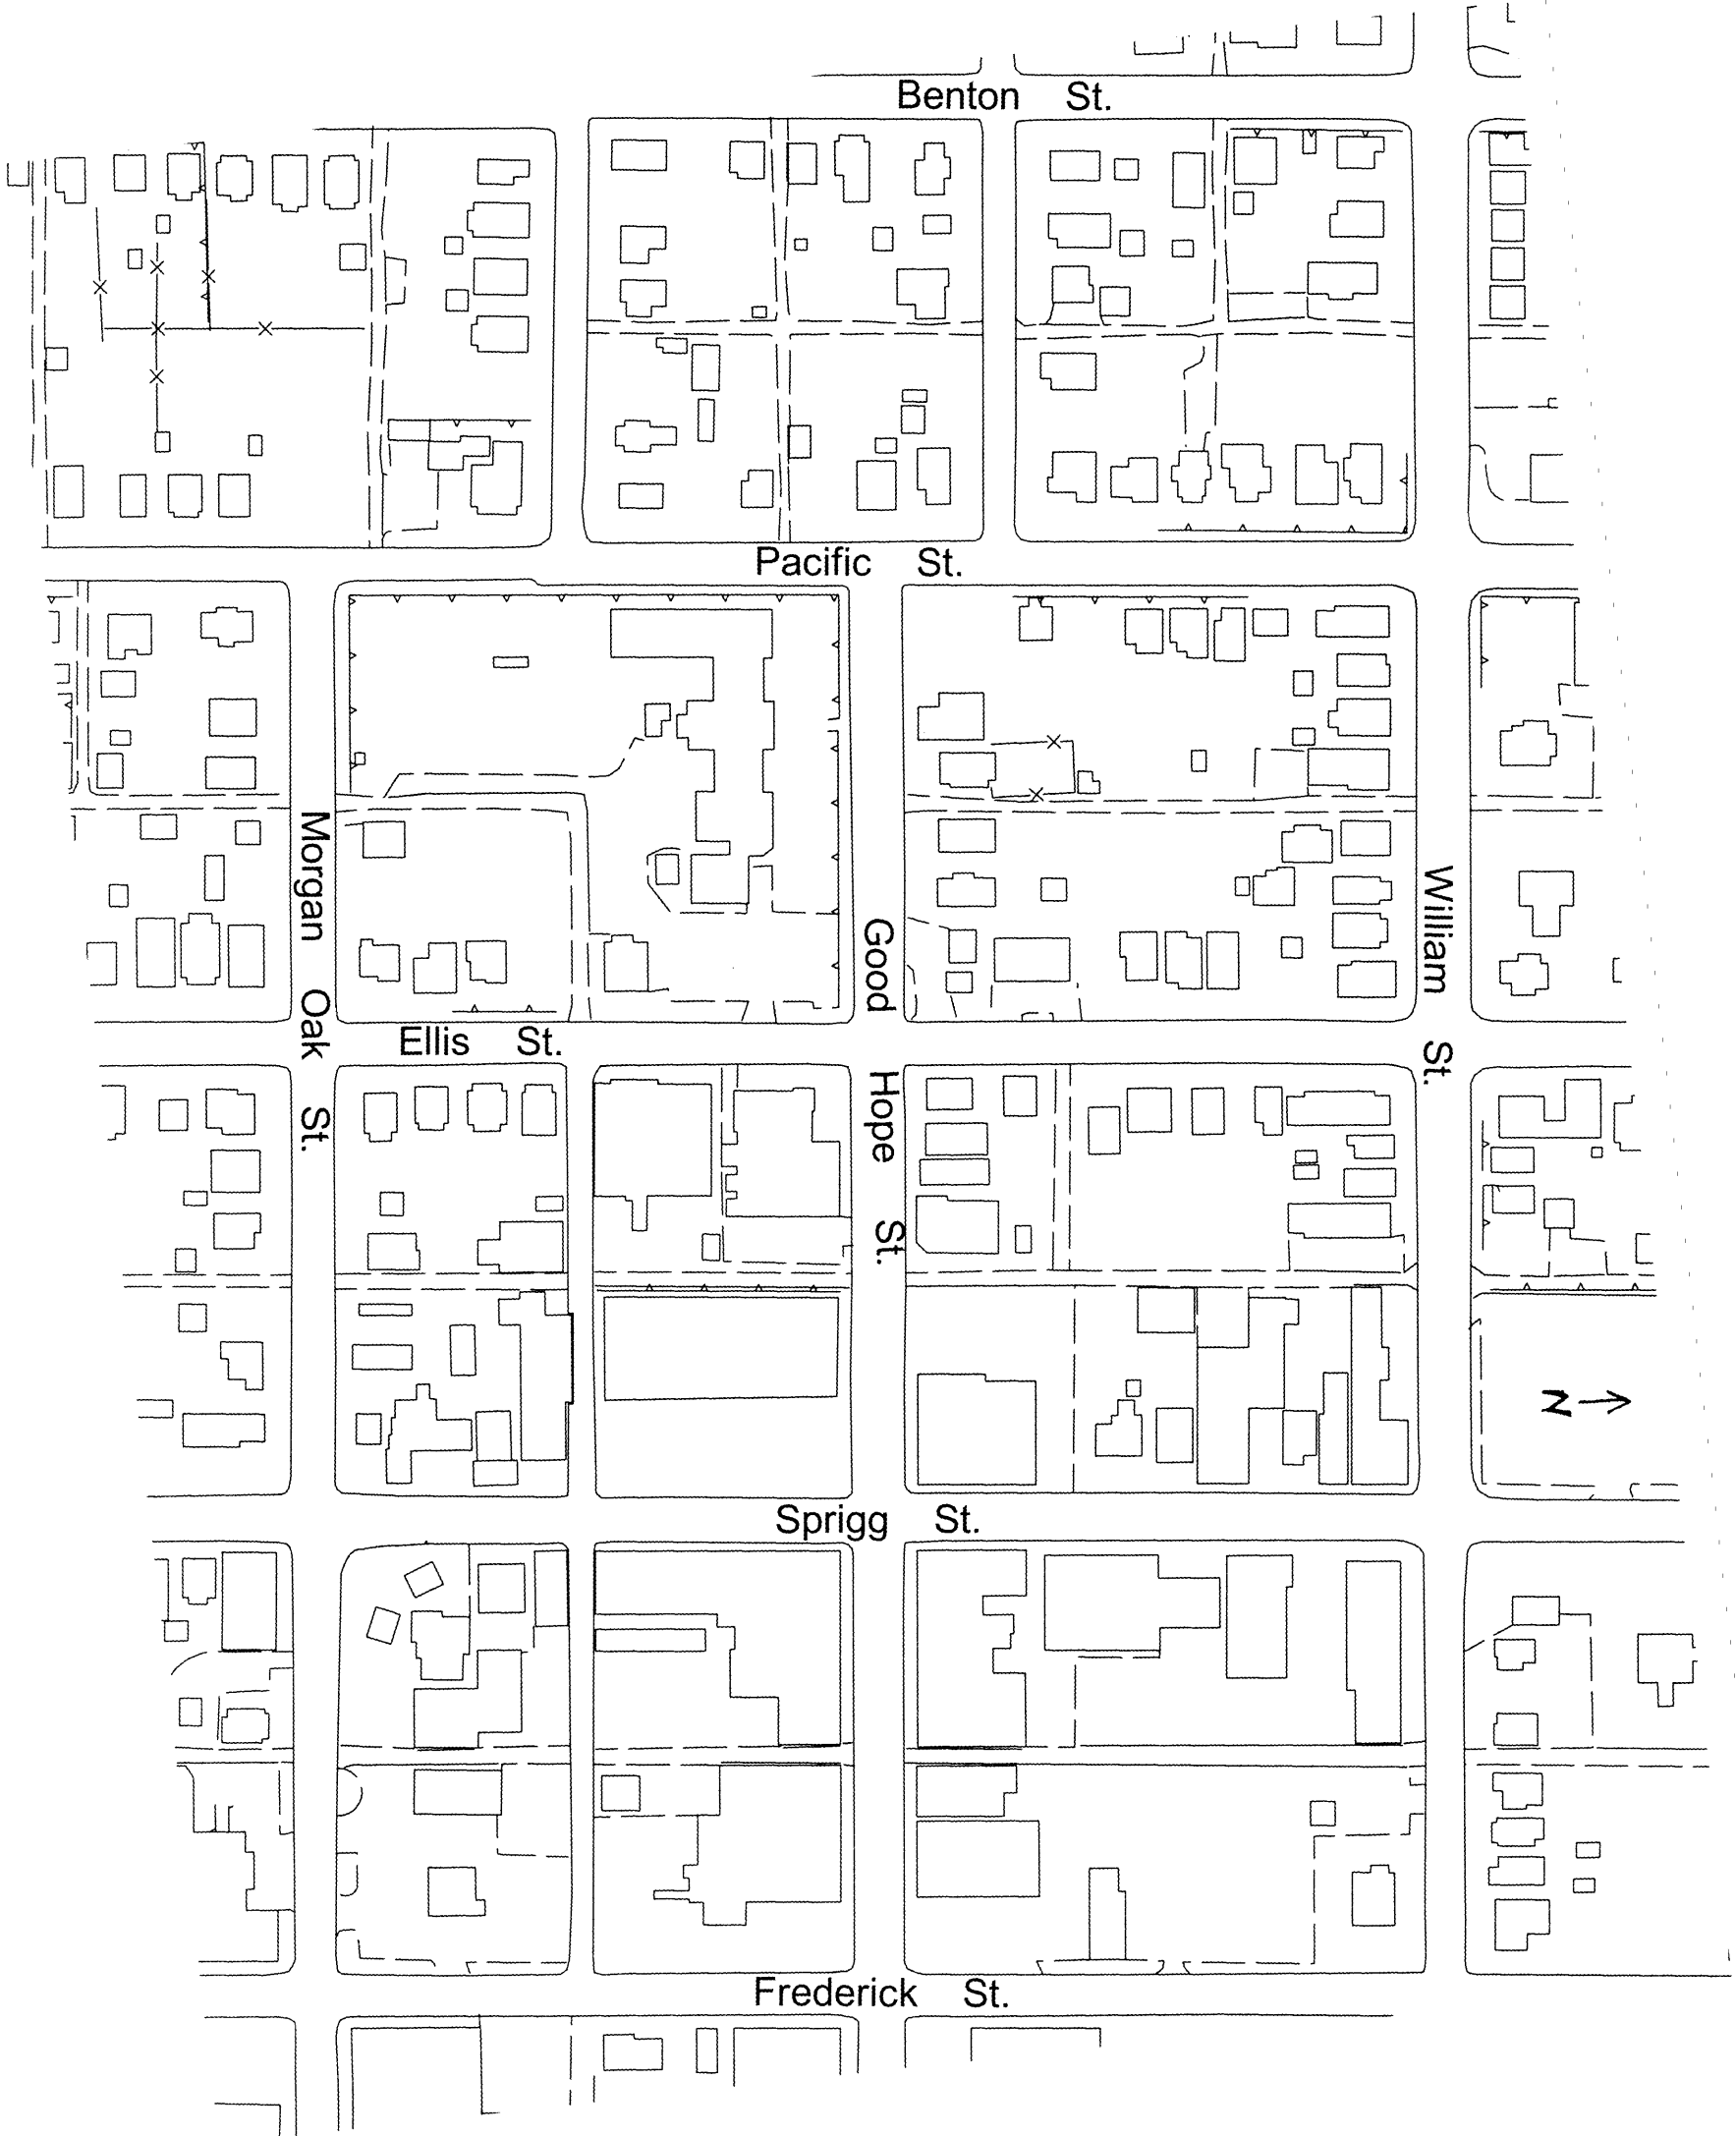 Benton St.
Pacific St.
Morgan Oak St.
Good Hope St.
William St.
Ellis St.
N
Sprigg St.
Frederick St.